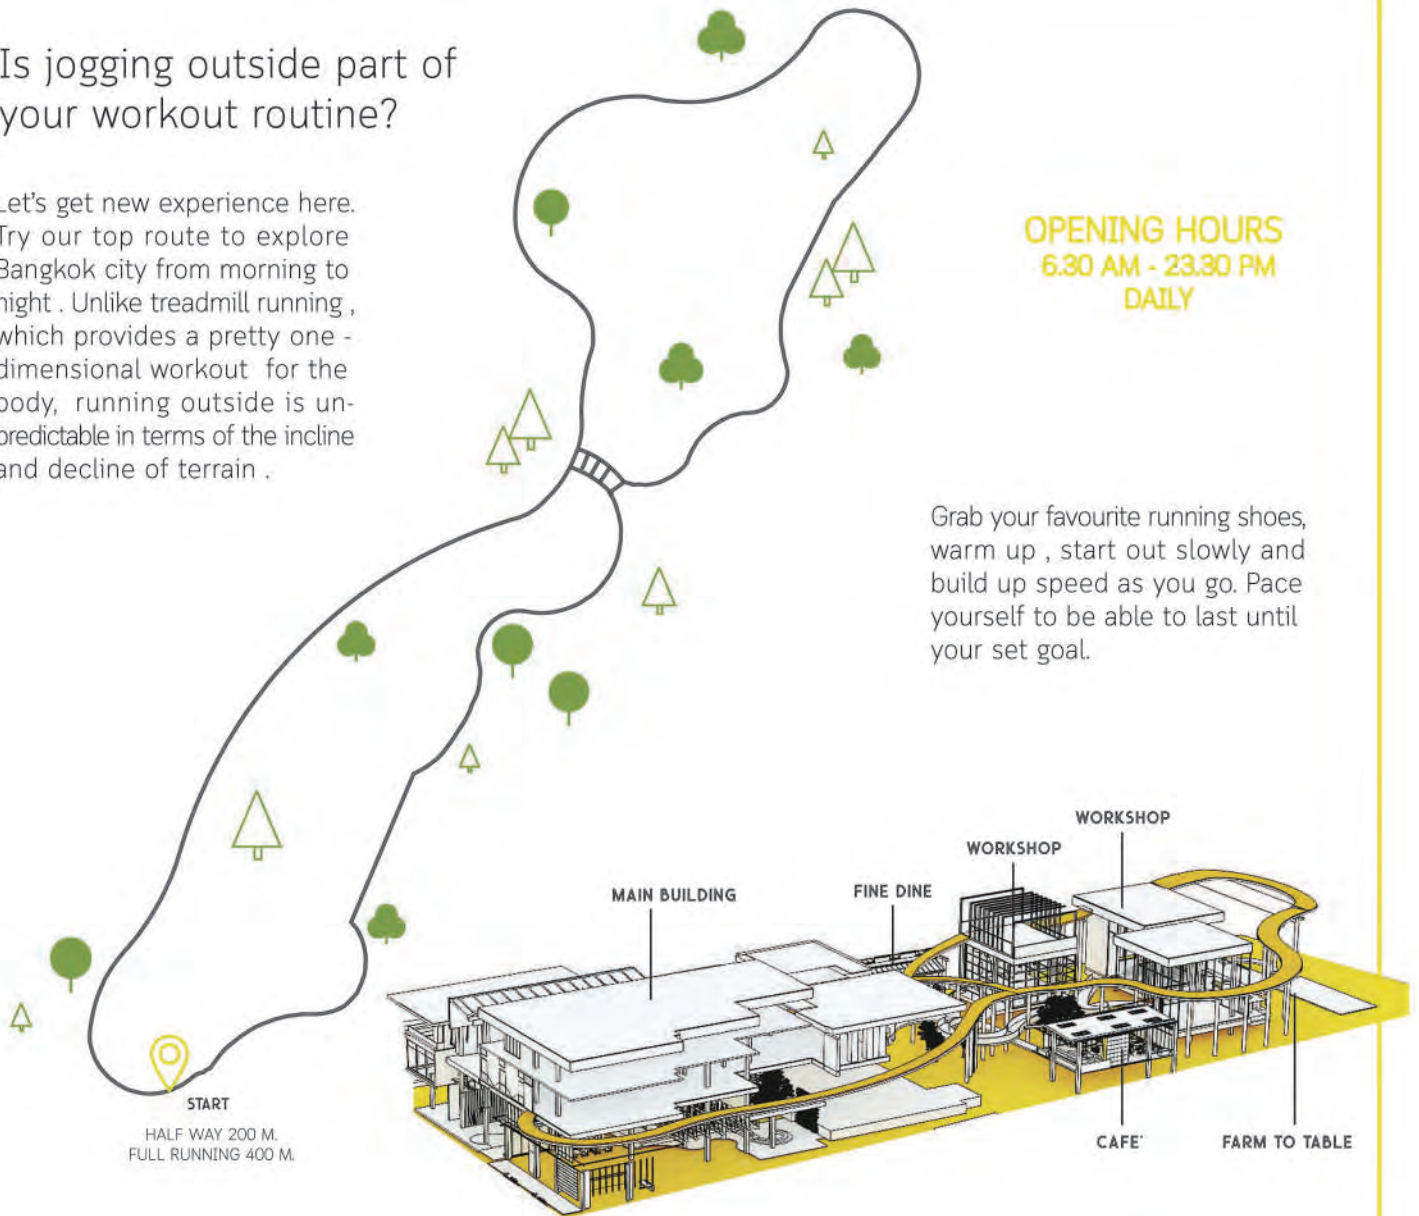 Is jogging outside part of
your workout routine?
Let's get new experience here.
Try our top route to explore
Bangkok city from morning to
night . Unlike treadmill running ,
which provides a pretty one -
dimensional workout for the
body, running outside is un-
predictable in terms of the incline
and decline of terrain .
OPENING HOURS
6.30 AM - 23.30 PM
DAILY
Grab your favourite running shoes,
warm up , start out slowly and
build up speed as you go. Pace
yourself to be able to last until
your set goal.
WORKSHOP
WORKSHOP
MAIN BUILDING
FINE DINE
START
HALF WAY 200 M.
FULL RUNNING 400 M.
CAFE'
FARM TO TABLE